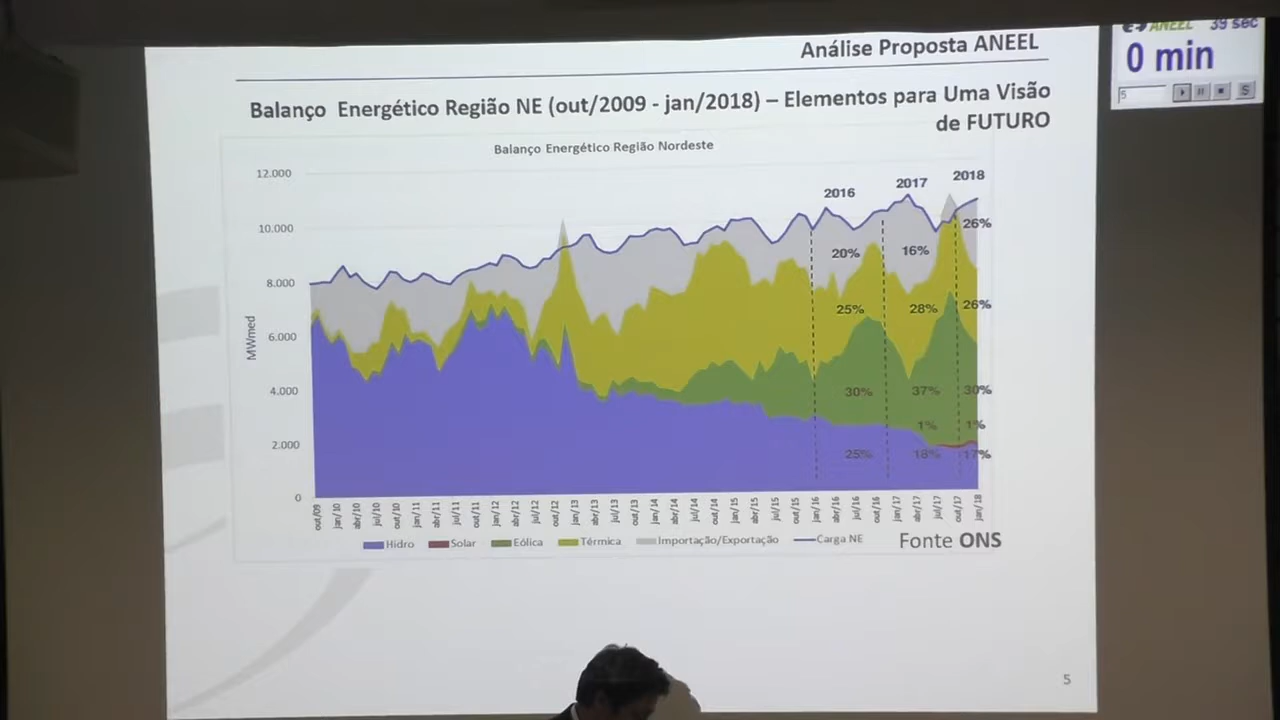 Análise Proposta ANEEL
ANEEL 39 sec
0 min
5
S
Balanço Energético Região NE (out/2009 - jan/2018) – Elementos para Uma Visão
de FUTURO
Balanço Energético Região Nordeste
12.000
10.000
8.000
6.000
4.000
2.000
0
MWmed
2016
2017
2018
20%
16%
26%
25%
28%
26%
30%
37%
30%
1%
1%
25%
18%
17%
out/09 jan/10 abr/10 jul/10 out/10 jan/11 abr/11 jul/11 out/11 jan/12 abr/12 jul/12 out/12 jan/13 abr/13 jul/13 out/13 jan/14 abr/14 jul/14 out/14 jan/15 abr/15 jul/15 out/15 jan/16 abr/16 jul/16 out/16 jan/17 abr/17 jul/17 out/17 jan/18
Hidro Solar Eólica Térmica Importação/Exportação Carga NE
Fonte ONS
5